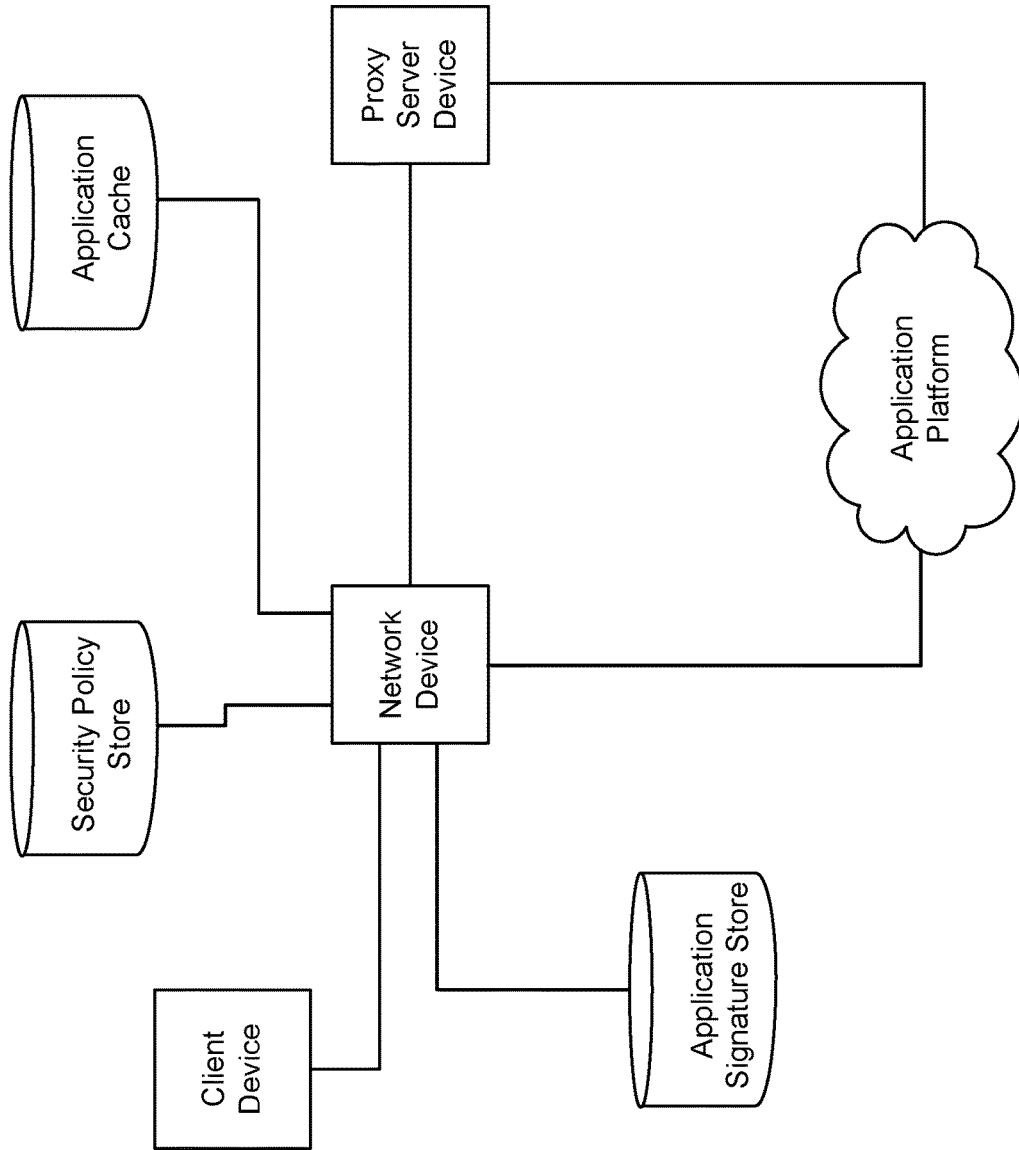 Client
Device
Security Policy
Store
Application
Cache
Network
Device
Proxy
Server
Device
Application
Signature Store
Application
Platform